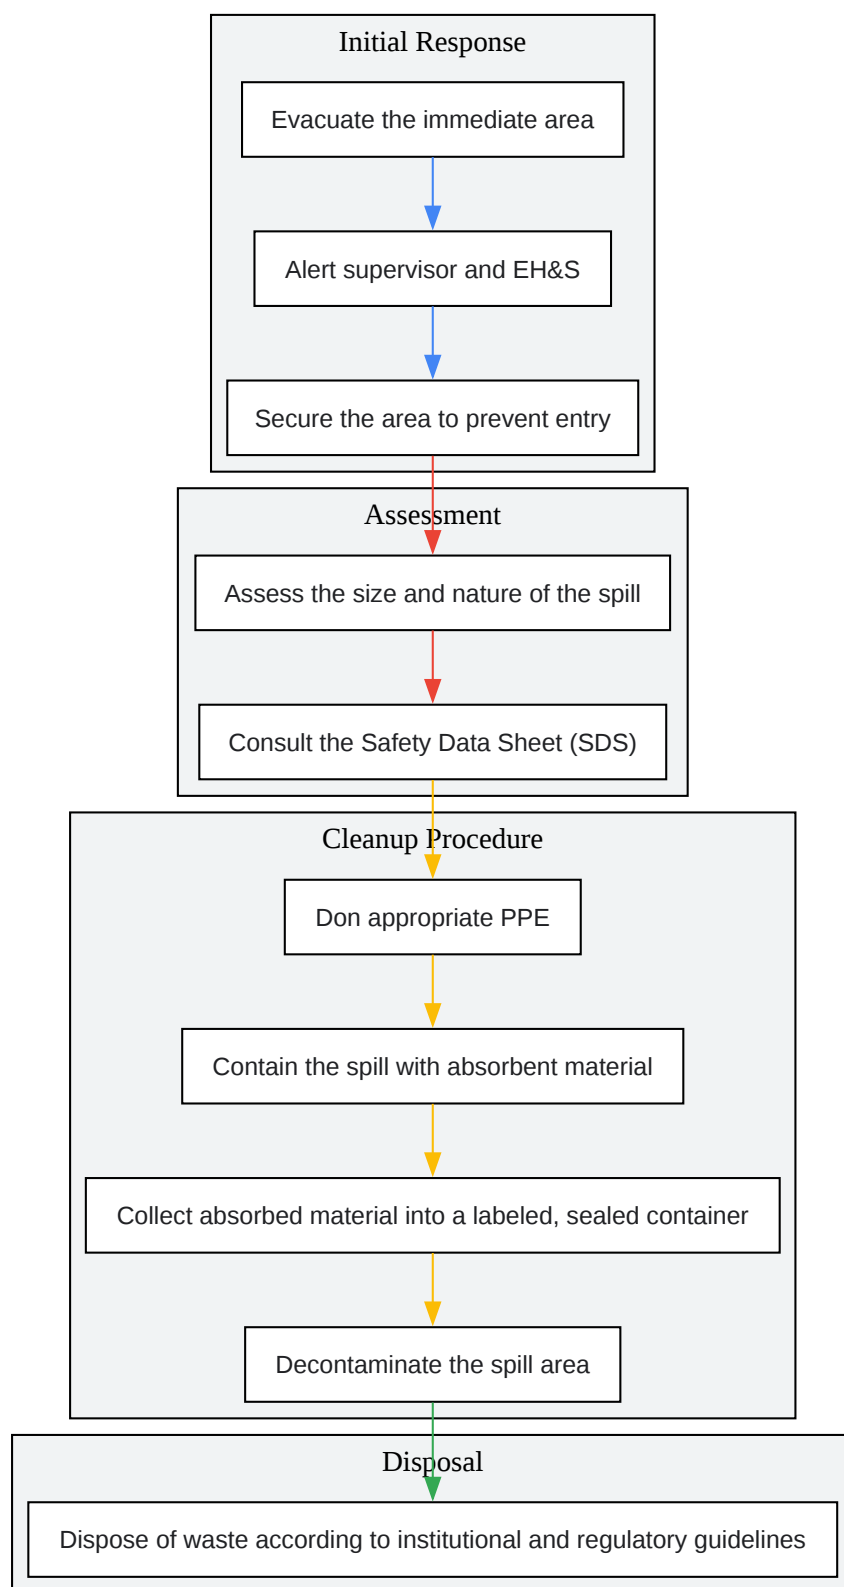 Initial Response
Evacuate the immediate area
Alert supervisor and EH&S
Secure the area to prevent entry
Assessment
Assess the size and nature of the spill
Consult the Safety Data Sheet (SDS)
Cleanup Procedure
Don appropriate PPE
Contain the spill with absorbent material
Collect absorbed material into a labeled, sealed container
Decontaminate the spill area
Disposal
Dispose of waste according to institutional and regulatory guidelines